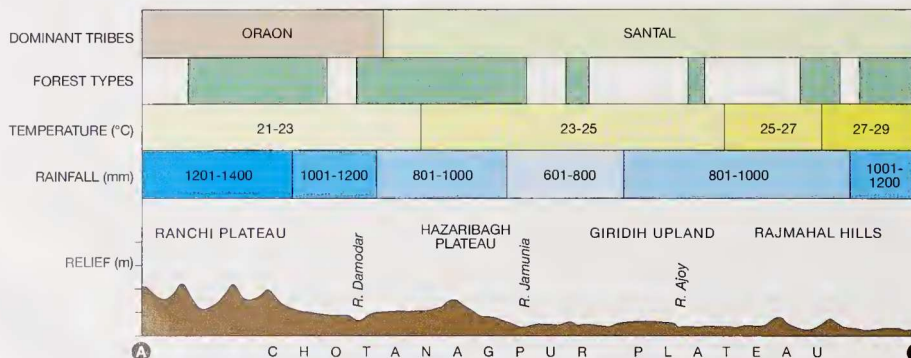 DOMINANT TRIBES ORAON SANTAL
FOREST TYPES
TEMPERATURE (°C) 21-23 23-25 25-27 27-29
RAINFALL (mm) 1201-1400 1001-1200 801-1000 601-800 801-1000 1001-
1200
RANCHI PLATEAU HAZARIBAGH GIRIDIH UPLAND RAJMAHAL HILLS
PLATEAU
RELIEF (m)
R. Damodar
R. Jamunia
R. Ajoy
A CHOTANAGPUR PLATEAU